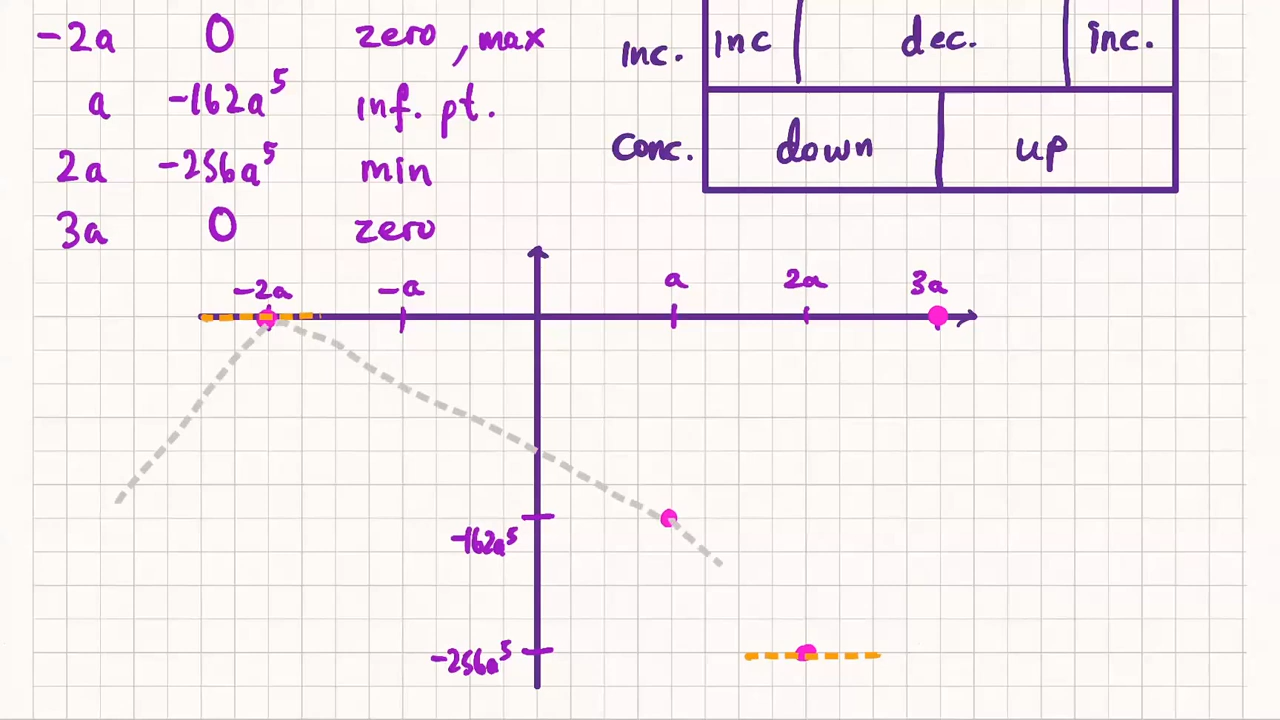 -2a 0 zero, max
a -162a⁵ inf. pt.
2a -256a⁵ min
3a 0 zero
Inc. inc dec. inc.
Conc. down up
-2a -a a 2a 3a
-162a⁵
-256a⁵